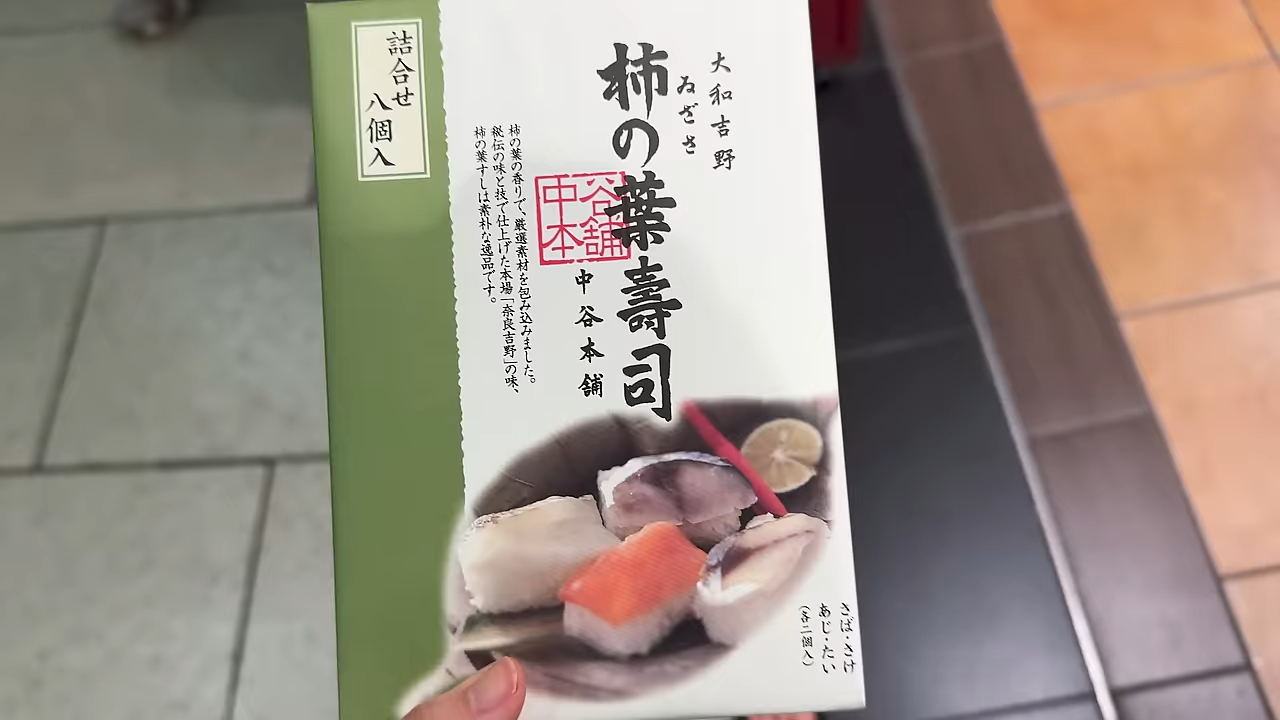 大和吉野
ゐざさ
柿の葉壽司
中谷本舗
谷舗
中本
柿の葉の香りで、厳選素材を包み込みました。
秘伝の味と技で仕上げた本場「奈良吉野」の味、
柿の葉すしは素朴な逸品です。
詰合せ
八個入
さば・さけ
あじ・たい
(各二個入)